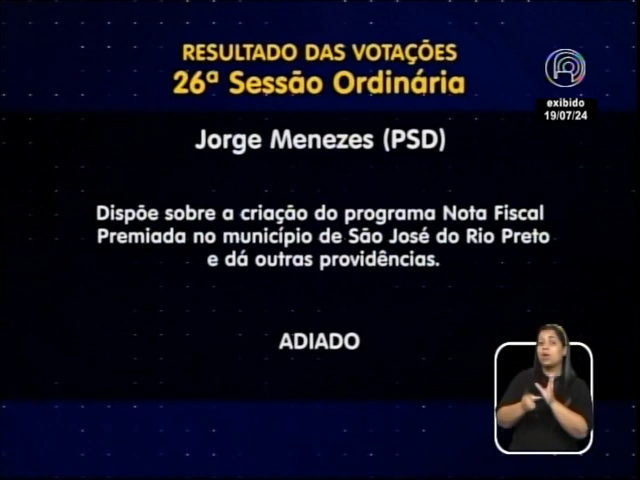 RESULTADO DAS VOTAÇÕES
26ª Sessão Ordinária
exibido
19/07/24
Jorge Menezes (PSD)
Dispõe sobre a criação do programa Nota Fiscal
Premiada no município de São José do Rio Preto
e dá outras providências.
ADIADO